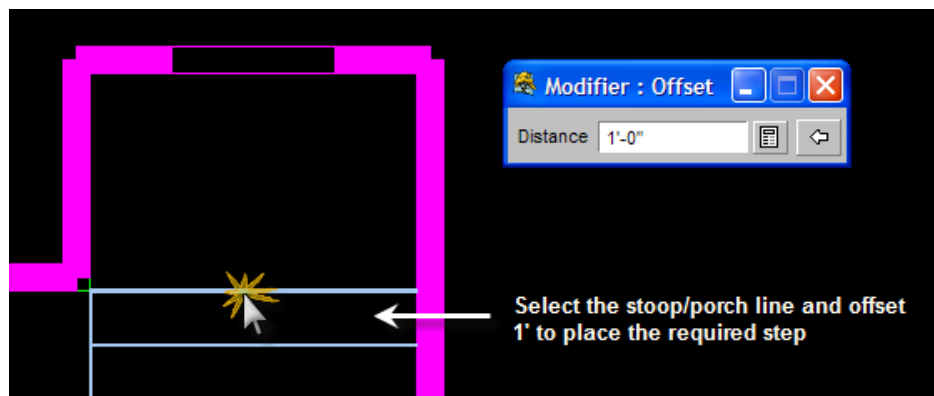 Modifier : Offset
Distance 1'-0"
Select the stoop/porch line and offset
1' to place the required step